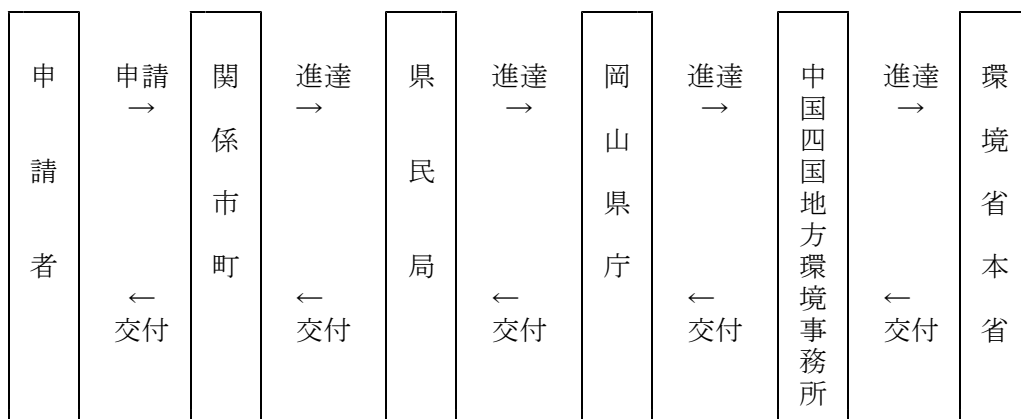 申請者
申請
→
←
交付
関係市町
進達
→
←
交付
県民局
進達
→
←
交付
岡山県庁
進達
→
←
交付
中国四国地方環境事務所
進達
→
←
交付
環境省本省